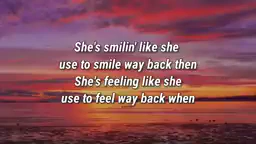 She's smilin' like she
use to smile way back then
She's feeling like she
use to feel way back when